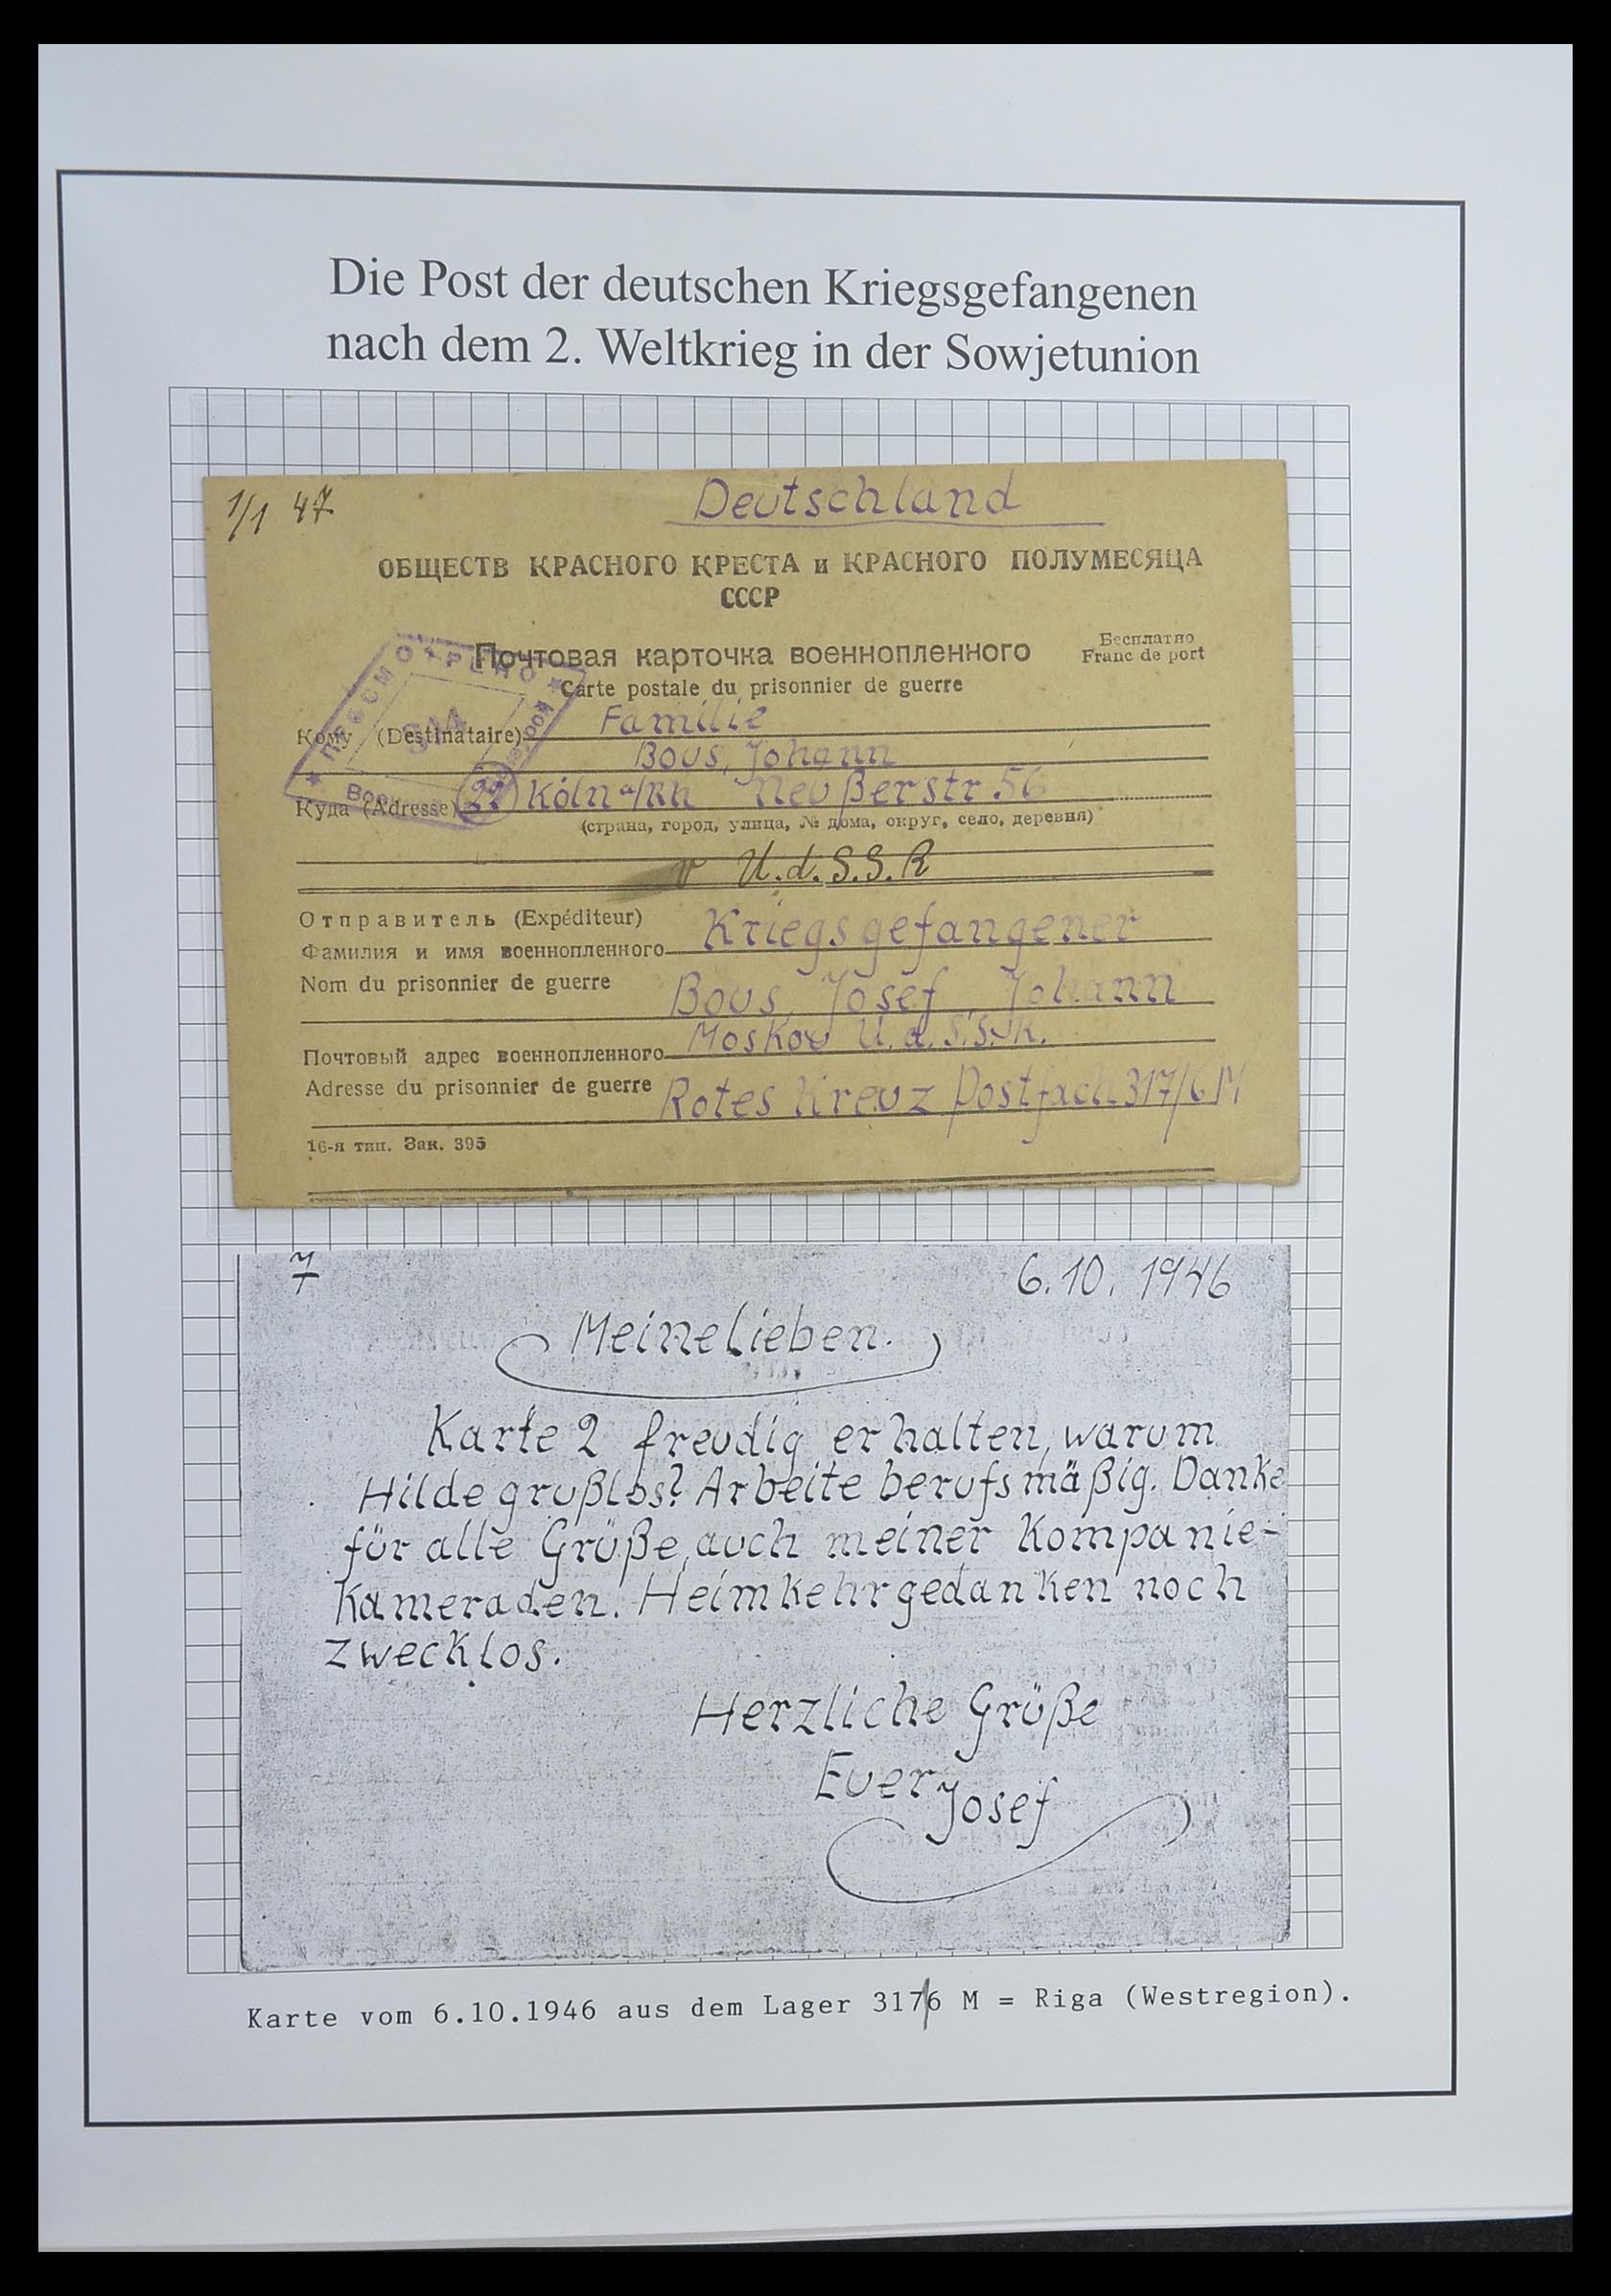 Die Post der deutschen Kriegsgefangenen
nach dem 2. Weltkrieg in der Sowjetunion
1/1 47
Deutschland
ОБЩЕСТВ КРАСНОГО КРЕСТА и КРАСНОГО ПОЛУМЕСЯЦА
СССР
Почтовая карточка военнопленного
Бесплатно
Franc de port
Carte postale du prisonnier de guerre
Кому (Destinataire) Familie
Bous, Johann
Куда (Adresse) 22 Köln a/Rh Neußerstr 56
(страна, город, улица, № дома, округ, село, деревня)
U.d.S.S.R
Отправитель (Expéditeur)
Фамилия и имя военнопленного Kriegsgefangener
Nom du prisonnier de guerre
Bous, Josef, Johann
Почтовый адрес военнопленного Moskau U.d.S.S.R.
Adresse du prisonnier de guerre Rotes Kreuz Postfach 317/6 M
16-я тип. Зак. 395
ПРОСМОТРЕНО
6.10.1946
Meine Lieben.
Karte 2 freudig erhalten, warum
Hilde grußlos? Arbeite berufsmäßig. Danke
für alle Grüße, auch meiner Kompanie-
Kameraden. Heimkehrgedanken noch
zwecklos.
Herzliche Grüße
Euer Josef
Karte vom 6.10.1946 aus dem Lager 317/6 M = Riga (Westregion).